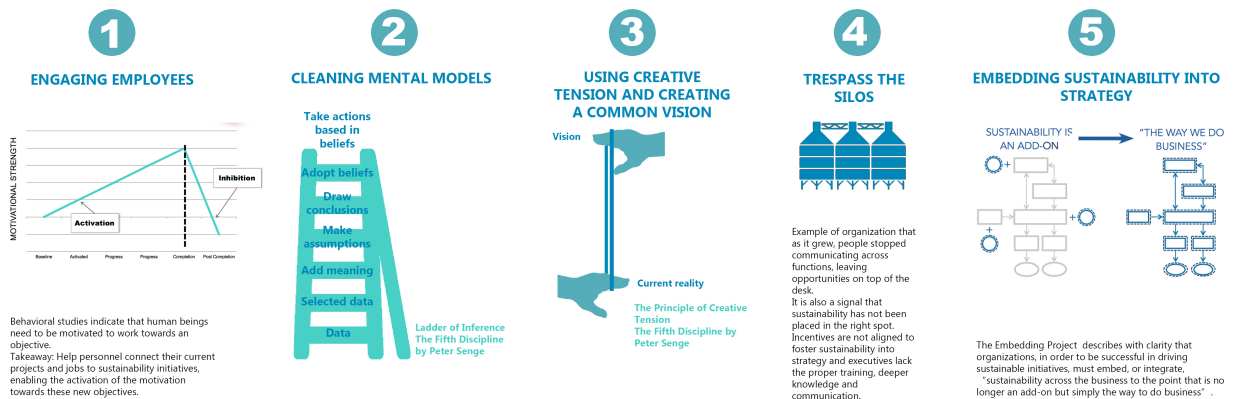 1
ENGAGING EMPLOYEES
MOTIVATIONAL STRENGTH
Activation
Inhibition
Baseline Activated Progress Progress Completion Post Completion
Behavioral studies indicate that human beings
need to be motivated to work towards an
objective.
Takeaway: Help personnel connect their current
projects and jobs to sustainability initiatives,
enabling the activation of the motivation
towards these new objectives.
2
CLEANING MENTAL MODELS
Take actions
based in
beliefs
Adopt beliefs
Draw
conclusions
Make
assumptions
Add meaning
Selected data
Data
Ladder of Inference
The Fifth Discipline
by Peter Senge
3
USING CREATIVE
TENSION AND CREATING
A COMMON VISION
Vision
Current reality
The Principle of Creative
Tension
The Fifth Discipline by
Peter Senge
4
TRESPASS THE
SILOS
Example of organization that
as it grew, people stopped
communicating across
functions, leaving
opportunities on top of the
desk.
It is also a signal that
sustainability has not been
placed in the right spot.
Incentives are not aligned to
foster sustainability into
strategy and executives lack
the proper training, deeper
knowledge and
communication.
5
EMBEDDING SUSTAINABILITY INTO
STRATEGY
SUSTAINABILITY IS
AN ADD-ON
"THE WAY WE DO
BUSINESS"
+
+
+
The Embedding Project describes with clarity that
organizations, in order to be successful in driving
sustainable initiatives, must embed, or integrate,
"sustainability across the business to the point that is no
longer an add-on but simply the way to do business" .